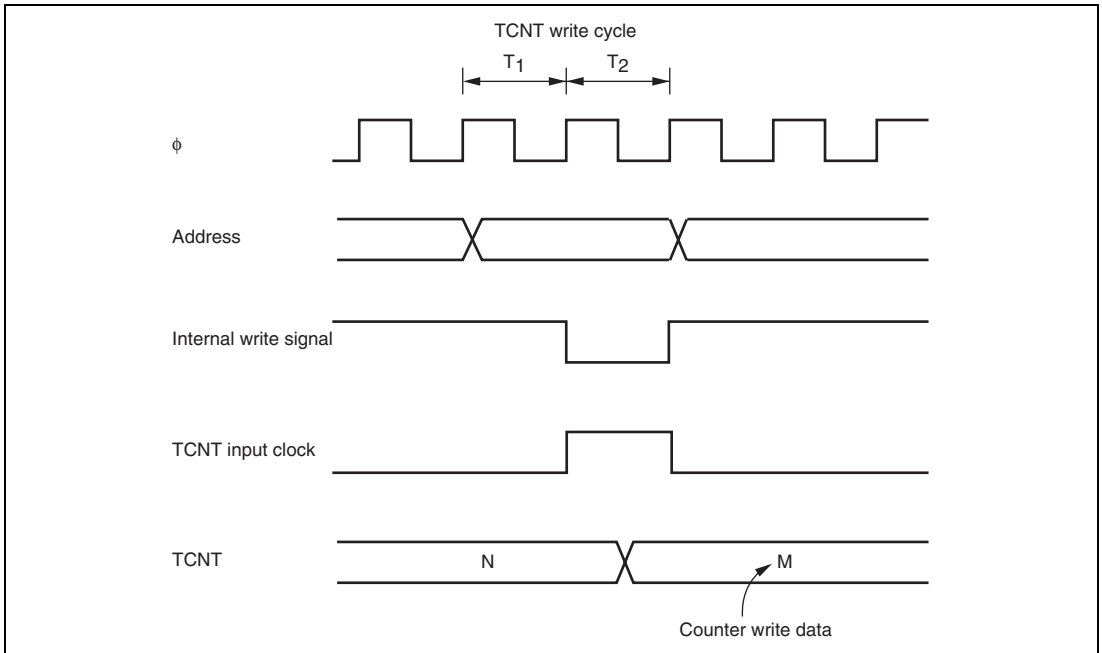 TCNT write cycle
T1 T2
ϕ
Address
Internal write signal
TCNT input clock
TCNT N M
Counter write data